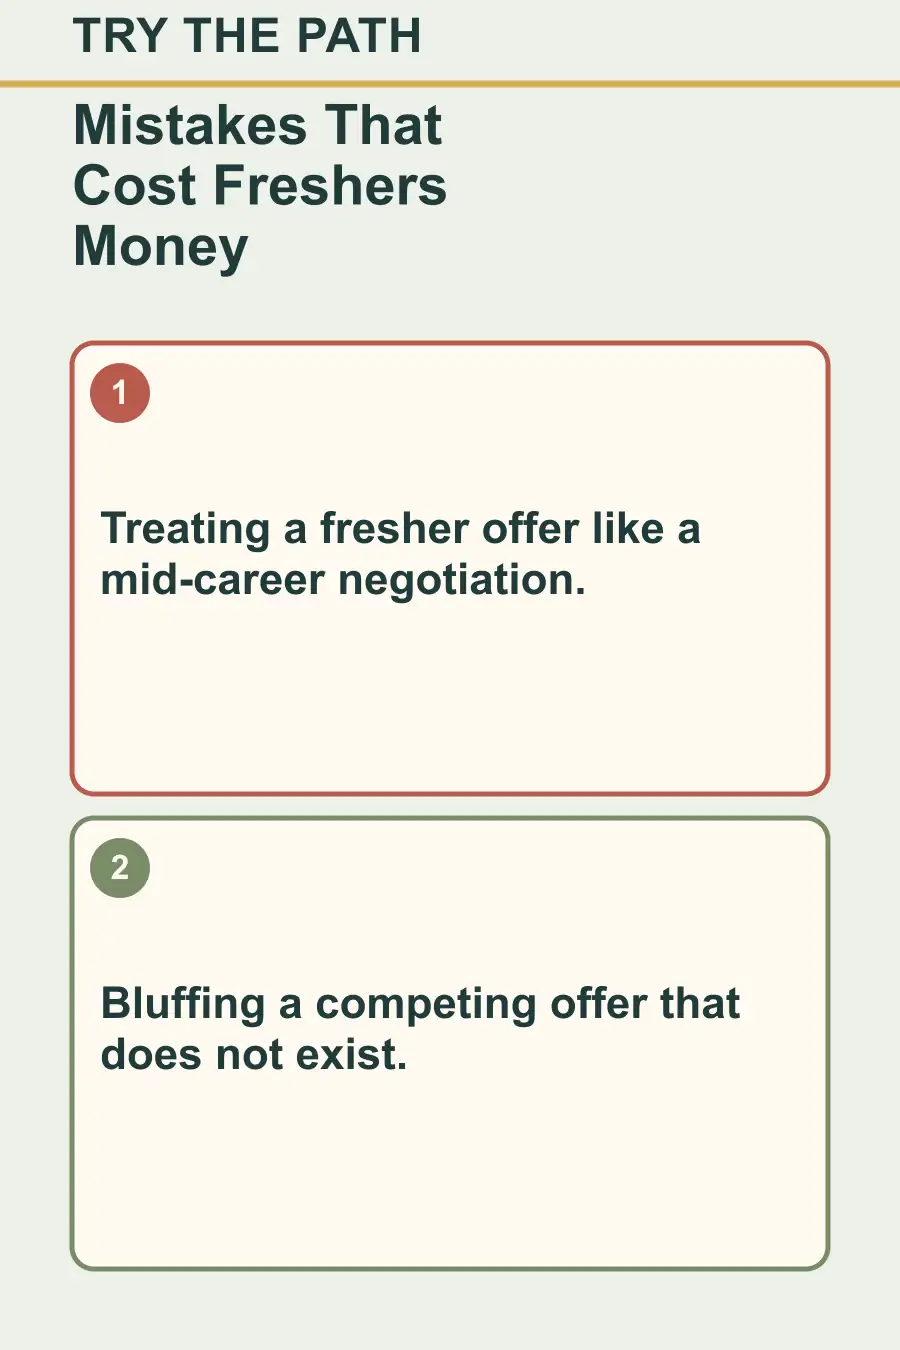 TRY THE PATH
Mistakes That
Cost Freshers
Money
1
Treating a fresher offer like a
mid-career negotiation.
2
Bluffing a competing offer that
does not exist.